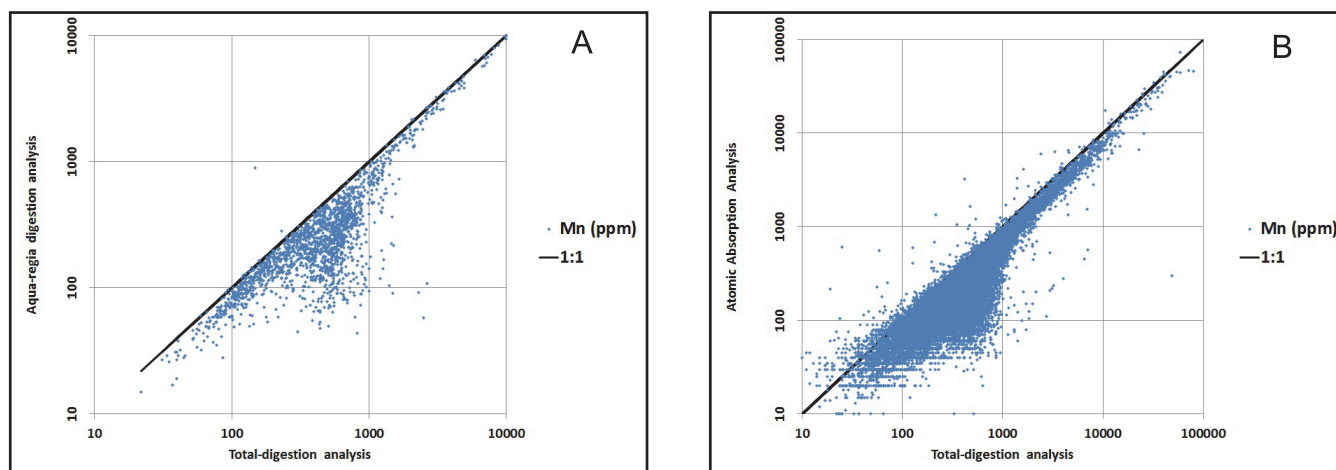 A
10000
1000
100
10
Aqua-regia digestion analysis
10
100
1000
10000
Total-digestion analysis
Mn (ppm)
1:1
B
100000
10000
1000
100
10
Atomic Absorption Analysis
10
100
1000
10000
100000
Total-digestion analysis
Mn (ppm)
1:1